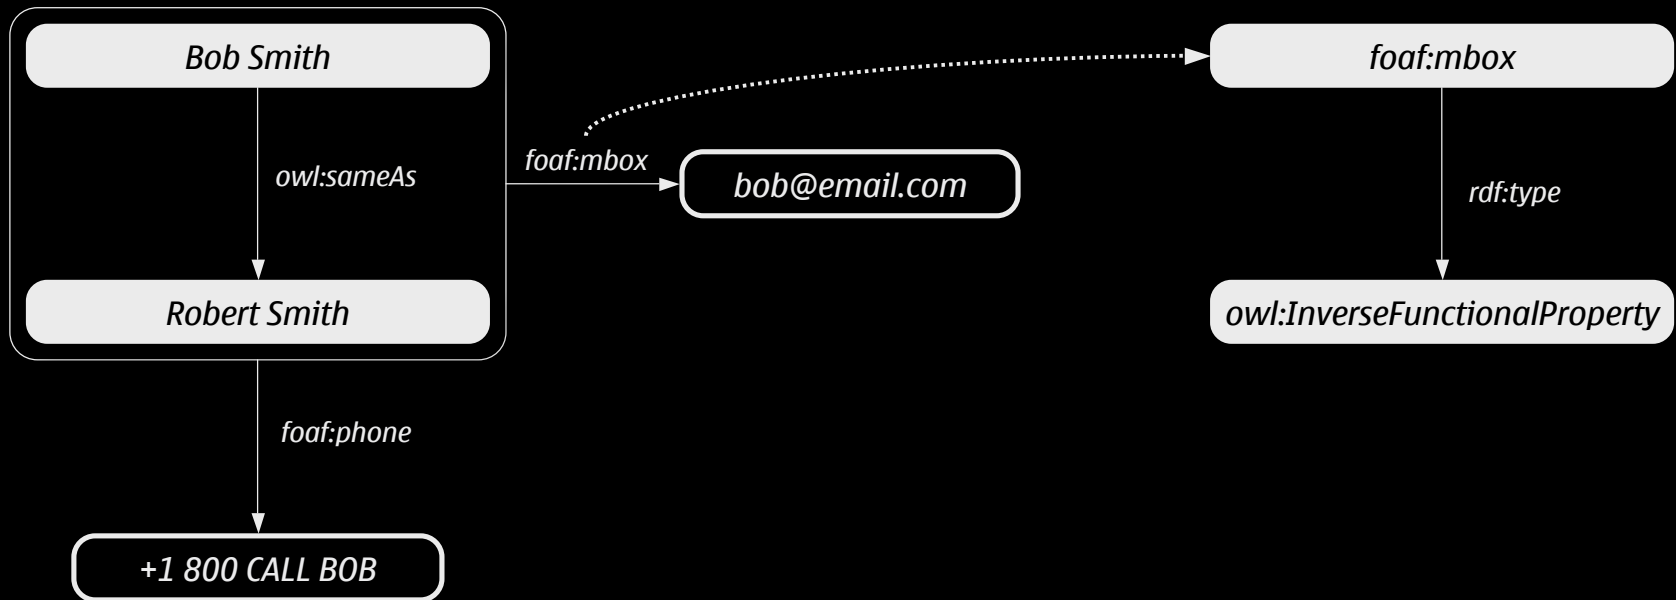 Bob Smith
foaf:mbox
foaf:mbox
bob@email.com
owl:sameAs
rdf:type
Robert Smith
owl:InverseFunctionalProperty
foaf:phone
+1 800 CALL BOB